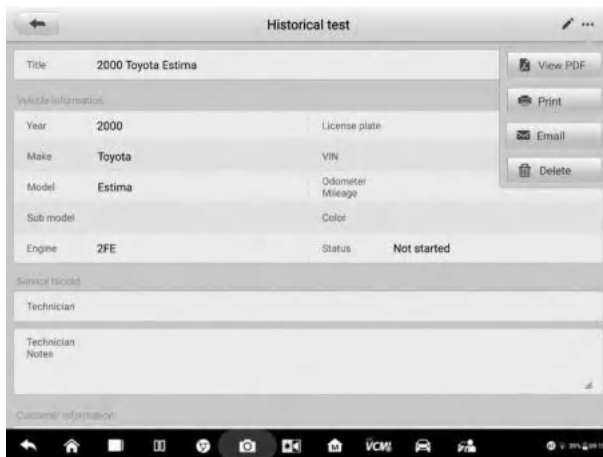 Historical test
Title 2000 Toyota Estima
View PDF
Print
Email
Delete
Vehicle information
Year 2000 License plate
Make Toyota VIN
Model Estima Odometer
Mileage
Sub model Color
Engine 2FE Status Not started
Service record
Technician
Technician
Notes
Customer information
VCMI